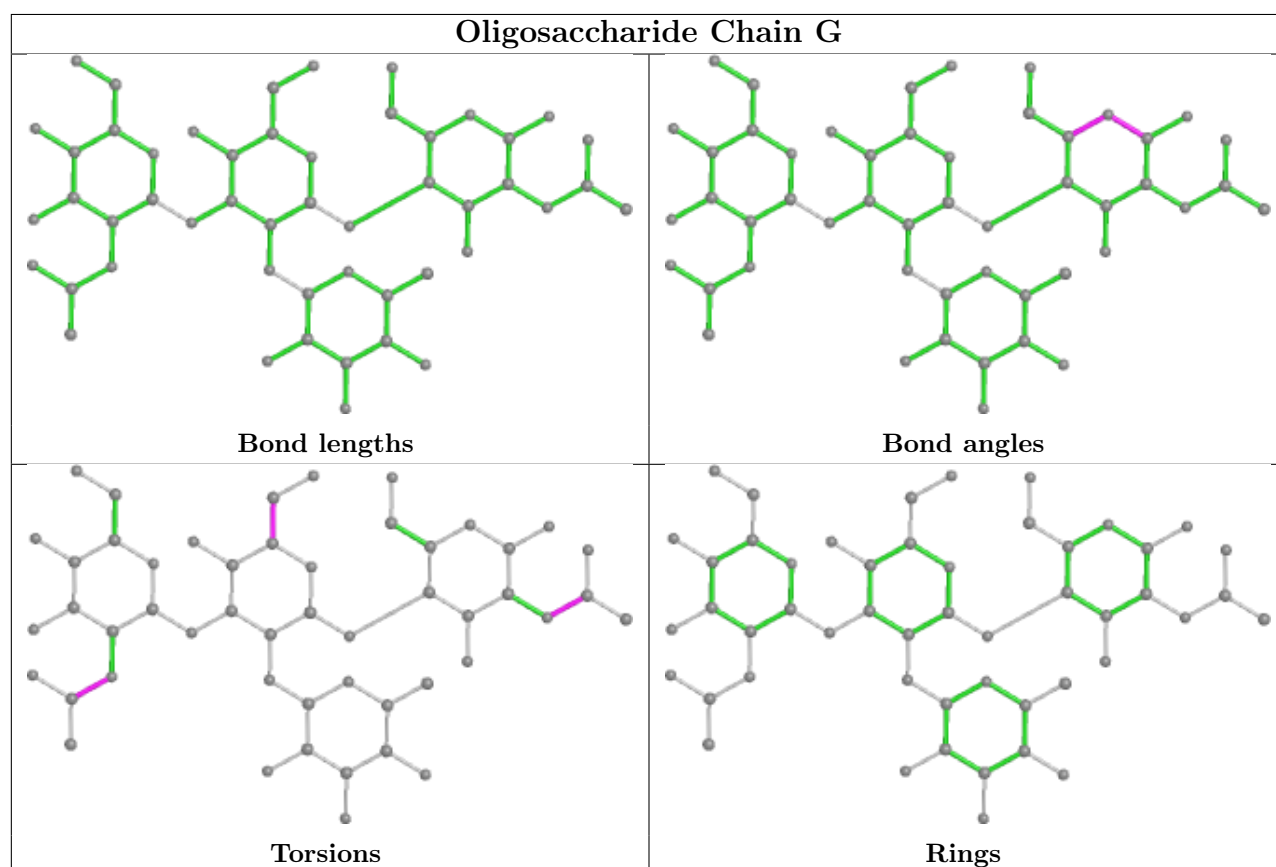 Oligosaccharide Chain G
Bond lengths
Bond angles
Torsions
Rings